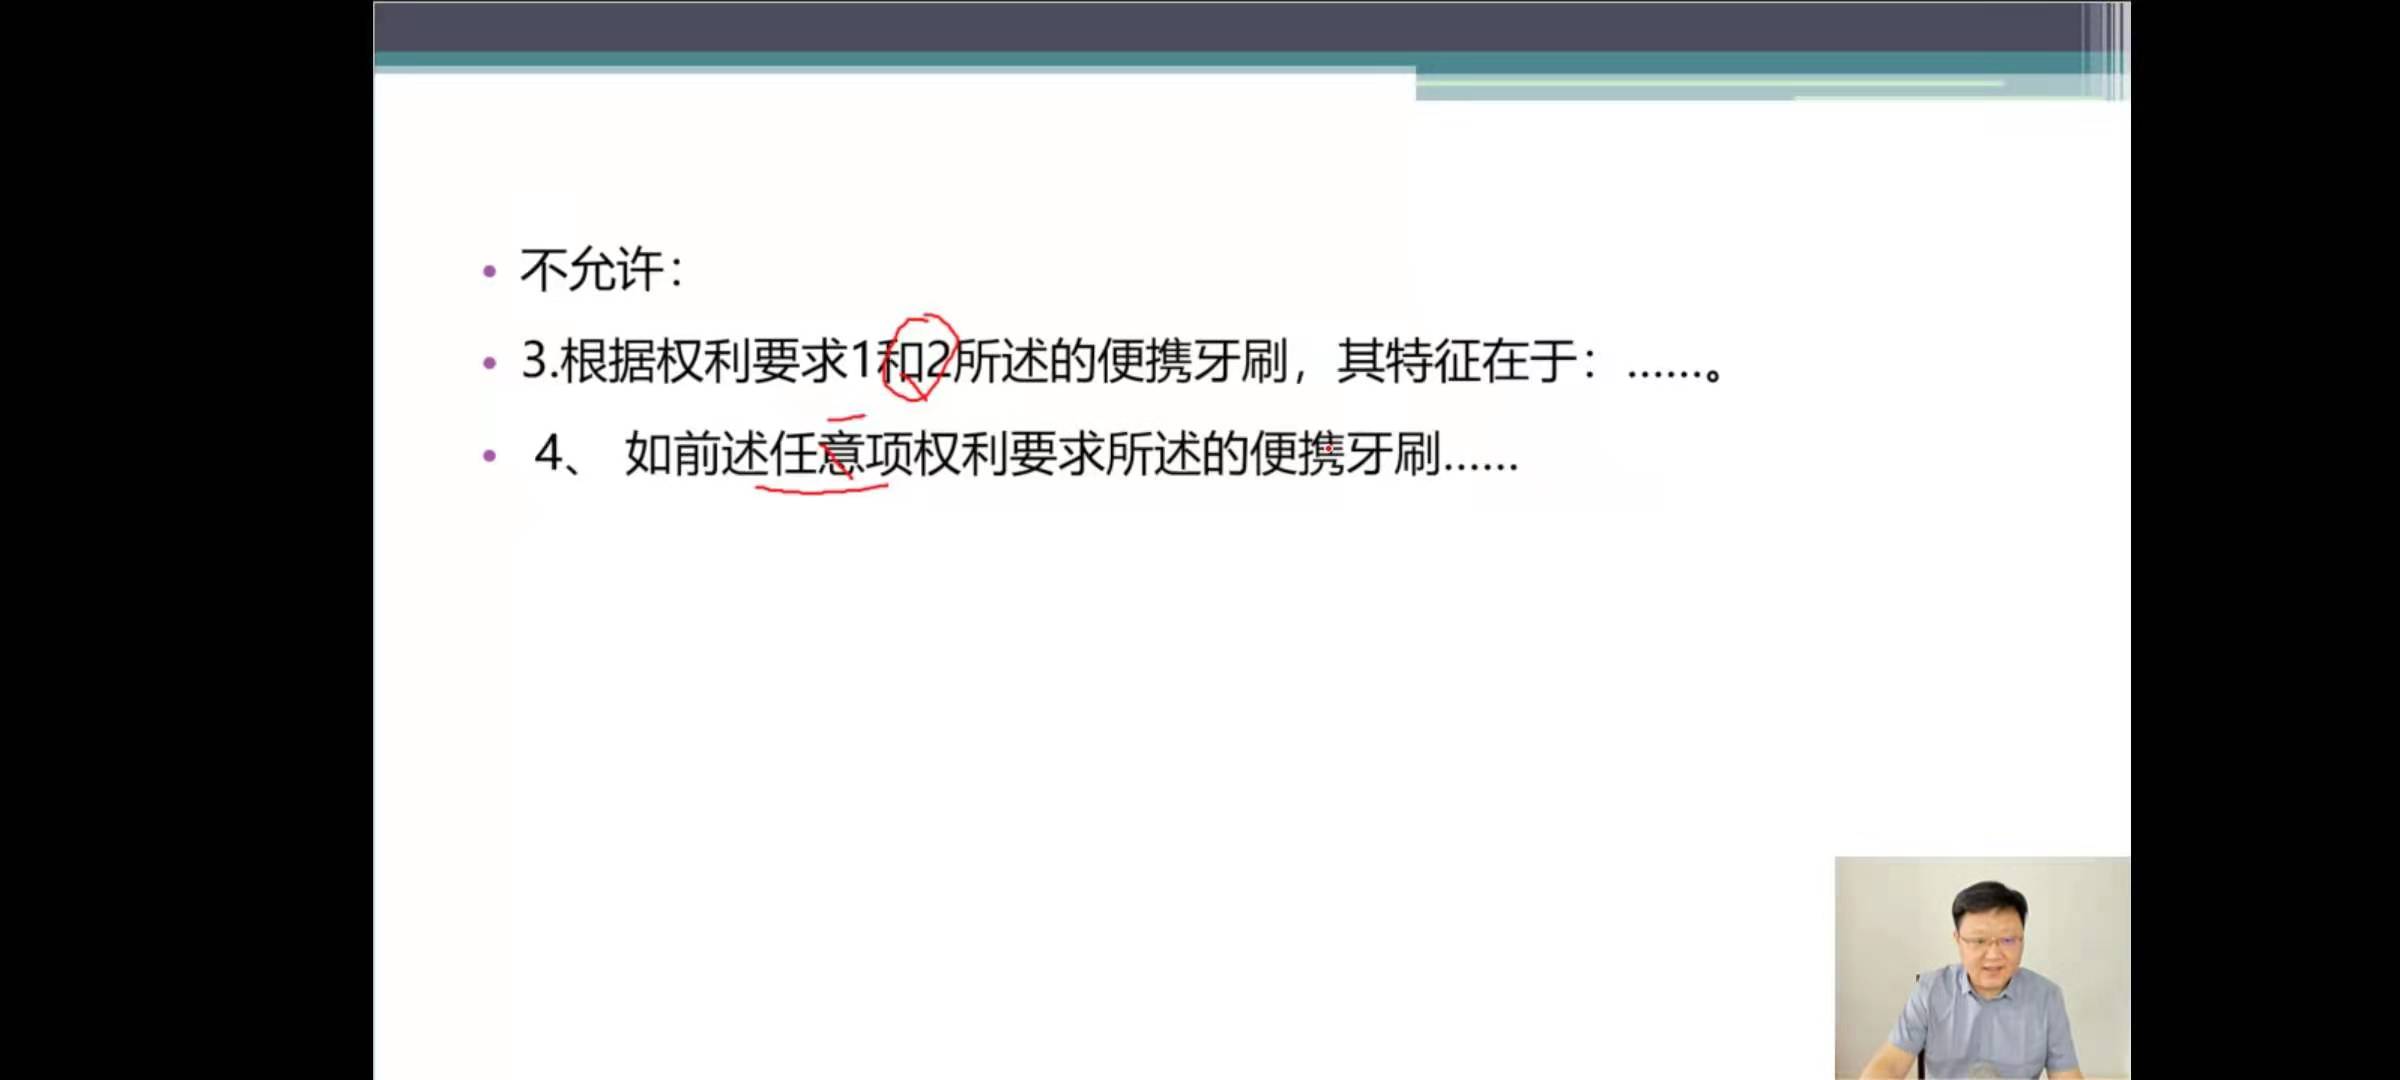 不允许：
3.根据权利要求1和2所述的便携牙刷，其特征在于：……。
4、 如前述任意项权利要求所述的便携牙刷……